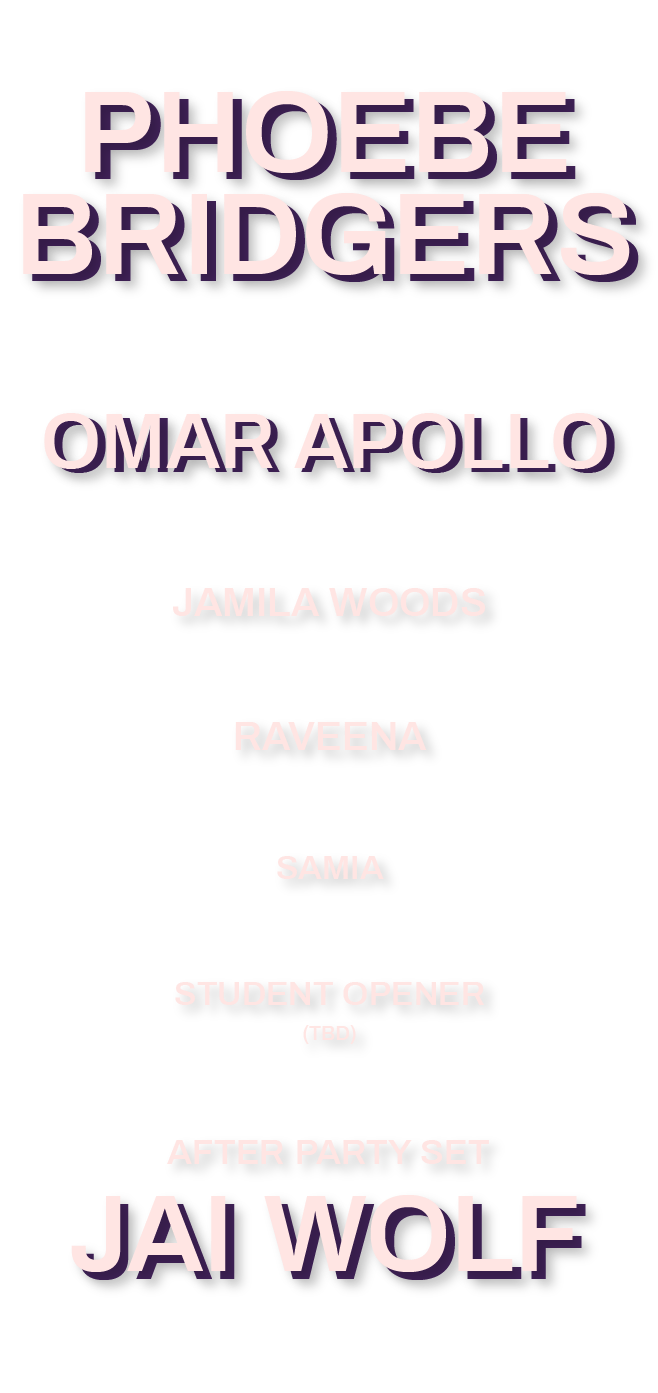 PHOEBE
BRIDGERS
OMAR APOLLO
JAMILA WOODS
RAVEENA
SAMIA
STUDENT OPENER
(TBD)
AFTER PARTY SET
JAI WOLF